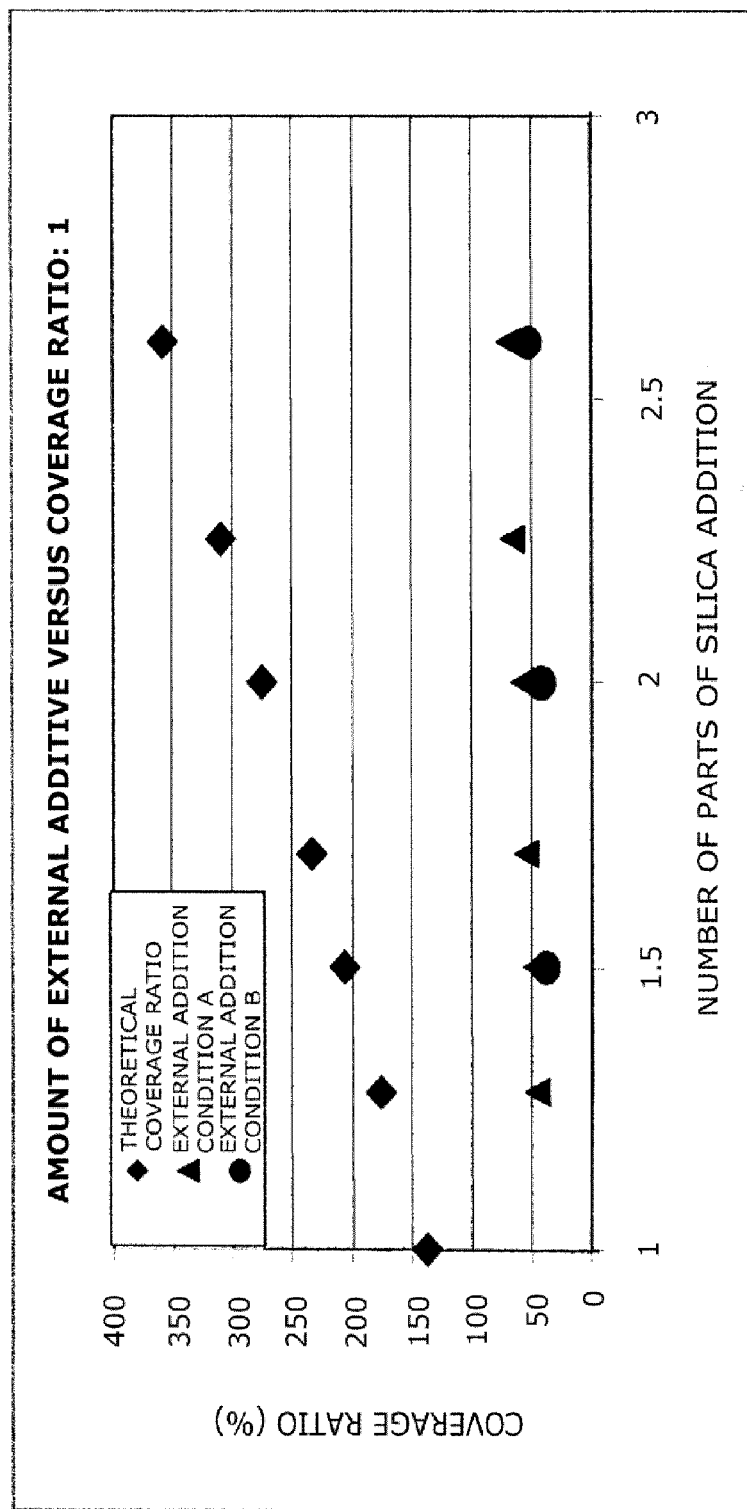 AMOUNT OF EXTERNAL ADDITIVE VERSUS COVERAGE RATIO: 1
THEORETICAL
COVERAGE RATIO
EXTERNAL ADDITION
CONDITION A
EXTERNAL ADDITION
CONDITION B
400
350
300
250
200
150
100
50
0
COVERAGE RATIO (%)
1
1.5
2
2.5
3
NUMBER OF PARTS OF SILICA ADDITION